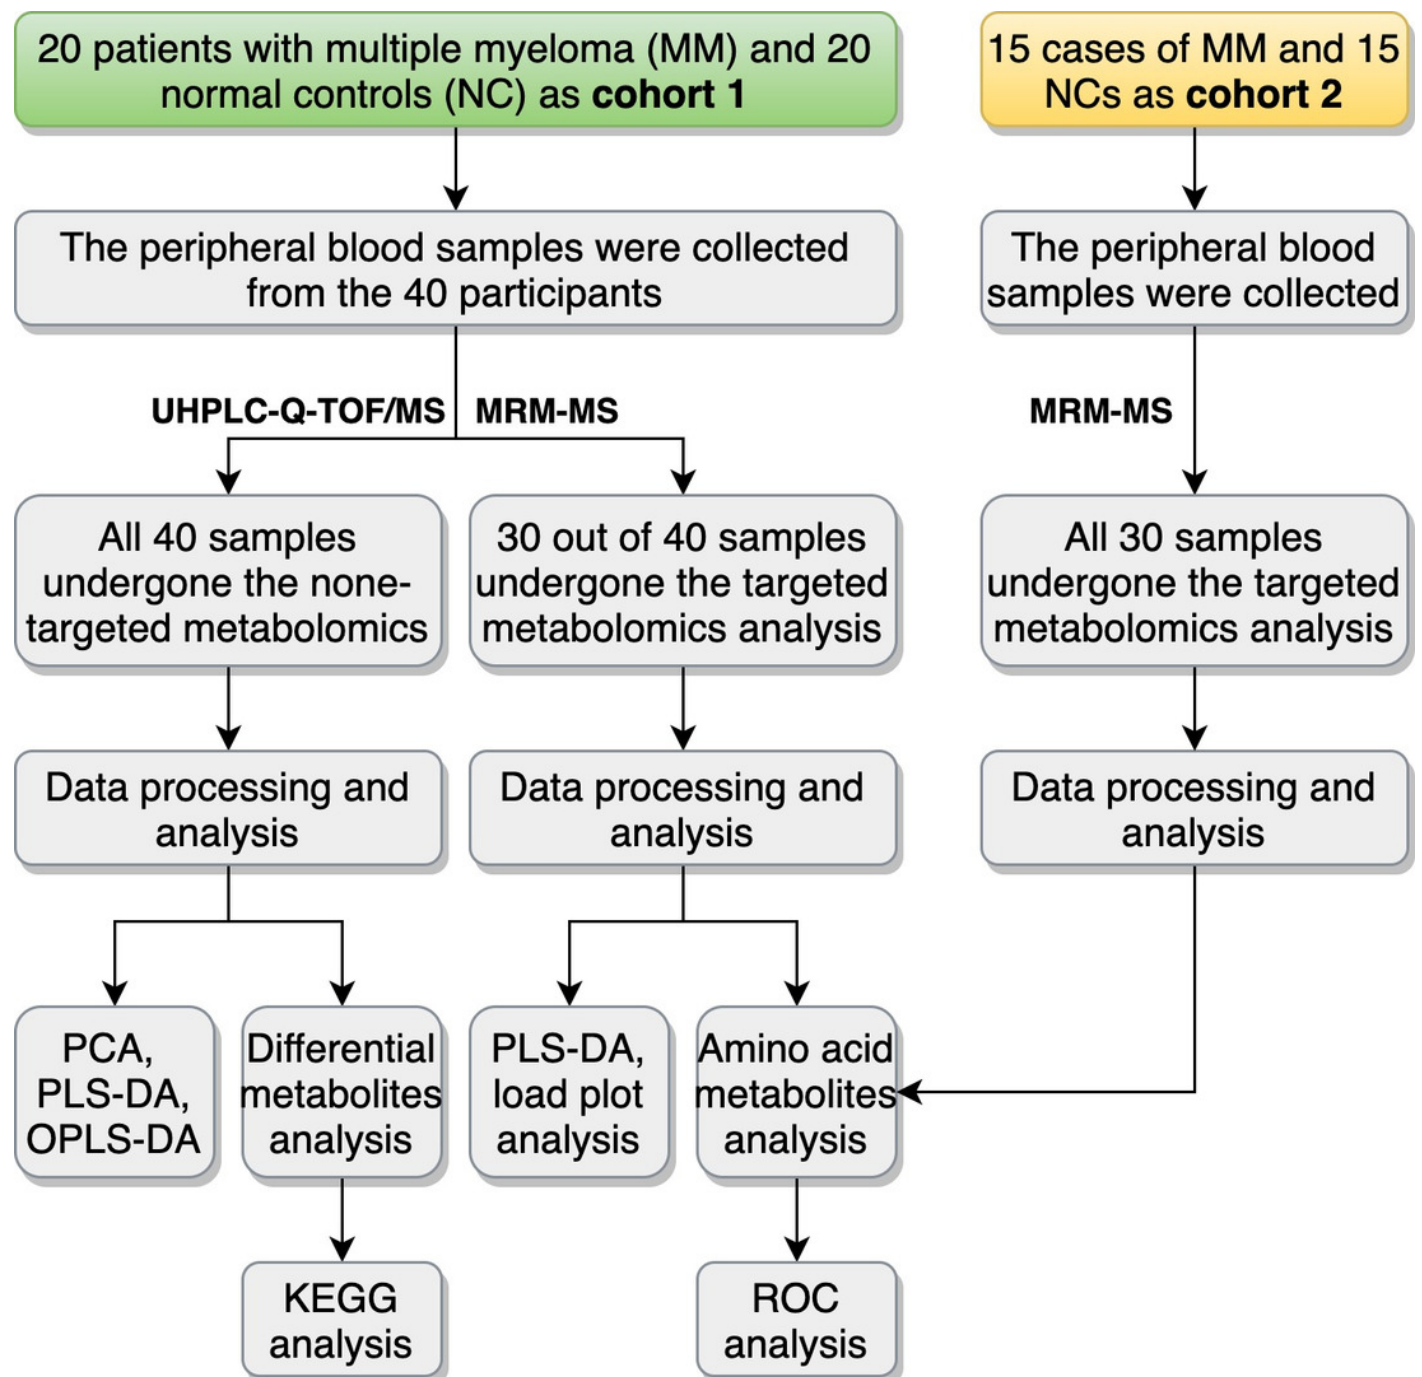 20 patients with multiple myeloma (MM) and 20
normal controls (NC) as cohort 1
15 cases of MM and 15
NCs as cohort 2
The peripheral blood samples were collected
from the 40 participants
The peripheral blood
samples were collected
UHPLC-Q-TOF/MS
MRM-MS
MRM-MS
All 40 samples
undergone the none-
targeted metabolomics
30 out of 40 samples
undergone the targeted
metabolomics analysis
All 30 samples
undergone the targeted
metabolomics analysis
Data processing and
analysis
Data processing and
analysis
Data processing and
analysis
PCA,
PLS-DA,
OPLS-DA
Differential
metabolites
analysis
PLS-DA,
load plot
analysis
Amino acid
metabolites
analysis
KEGG
analysis
ROC
analysis